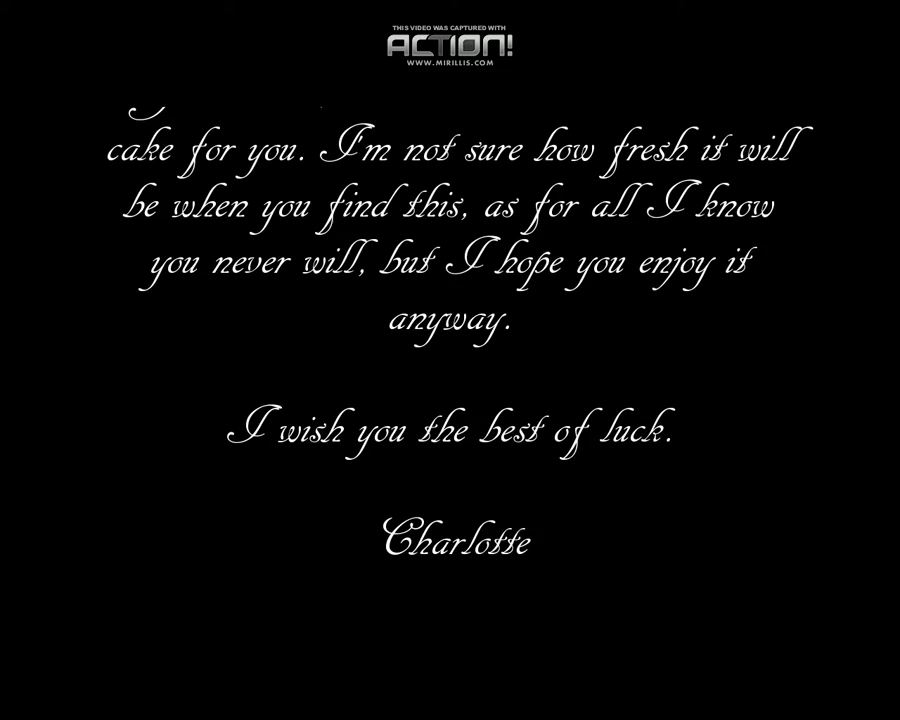 THIS VIDEO WAS CAPTURED WITH
ACTION!
WWW.MIRILLIS.COM
cake for you. I'm not sure how fresh it will
be when you find this, as for all I know
you never will, but I hope you enjoy it
anyway.
I wish you the best of luck.
Charlotte